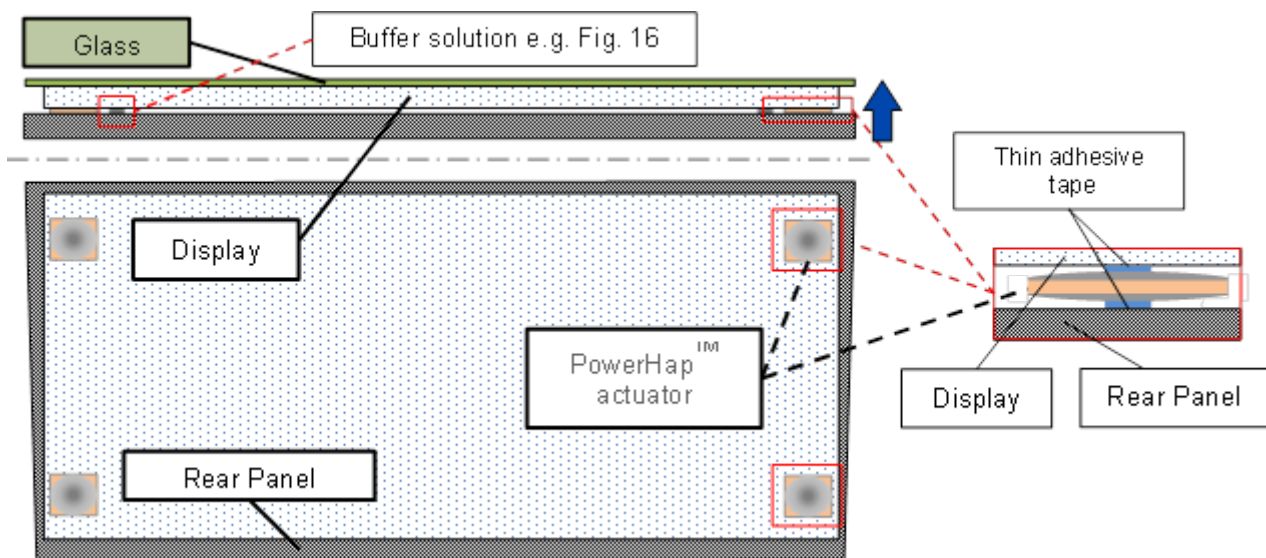 Glass
Buffer solution e.g. Fig. 16
Thin adhesive
tape
Display
PowerHap™
actuator
Display
Rear Panel
Rear Panel